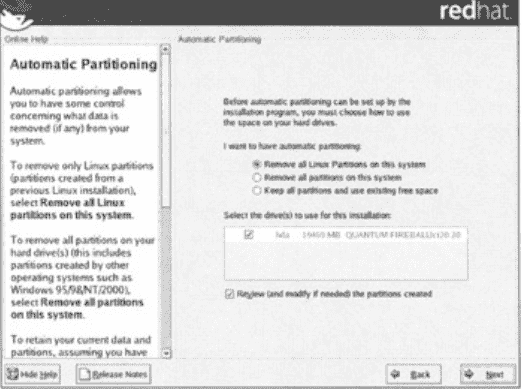 redhat
Online Help
Automatic Partitioning
Automatic Partitioning
Automatic partitioning allows
you to have some control
concerning what data is
removed (if any) from your
system.
To remove only Linux partitions
(partitions created from a
previous Linux installation),
select Remove all Linux
partitions on this system.
To remove all partitions on your
hard drive(s) (this includes
partitions created by other
operating systems such as
Windows 95/98/NT/2000),
select Remove all partitions
on this system.
To retain your current data and
partitions, assuming you have
Before automatic partitioning can be set up by the
installation program, you must choose how to use
the space on your hard drives.
I want to have automatic partitioning:
Remove all Linux Partitions on this system
Remove all partitions on this system
Keep all partitions and use existing free space
Select the drive(s) to use for this installation:
hda MB QUANTUM
Review (and modify if needed) the partitions created
Hide Help
Release Notes
Back
Next